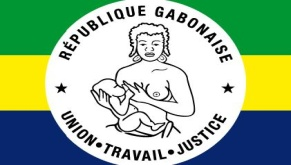 RÉPUBLIQUE GABONAISE
UNION • TRAVAIL • JUSTICE